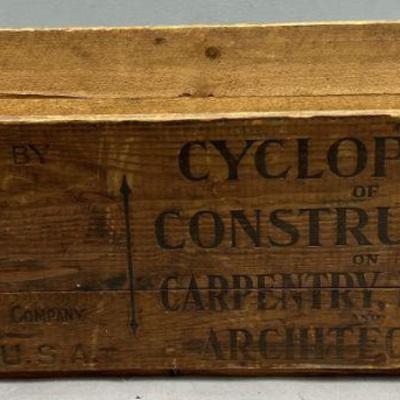 BY
COMPANY
U.S.A.
CYCLOP
OF
CONSTRU
ON
CARPENTRY,
AND
ARCHITEC